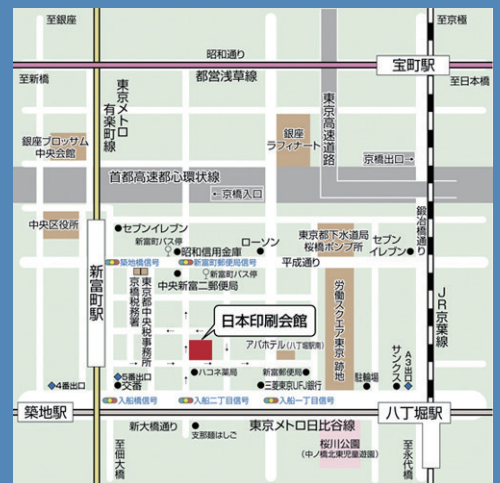 至銀座
至京極
昭和通り
宝町駅
至新橋
都営浅草線
至日本橋
東京メトロ
有楽町線
東京高速道路
銀座ブロッサム
中央会館
銀座
ラフィナート
京橋出口→
首都高速都心環状線
←京橋入口
中央区役所
セブンイレブン
新富町バス停
昭和信用金庫
ローソン
東京都下水道局
桜橋ポンプ所
セブン
イレブン
鍛冶橋通り
築地橋信号
新富町郵便局信号
平成通り
新富町バス停
中央新富二郵便局
新富町駅
京橋税務署
東京都中央税事務所
日本印刷会館
労働スクエア東京 跡地
JR京葉線
アパホテル(八丁堀駅南)
ハコネ薬局
新富郵便局
三菱東京UFJ銀行
駐輪場
サンクス
A3出口
4番出口
5番出口
交番
入船橋信号
入船二丁目信号
入船一丁目信号
築地駅
八丁堀駅
新大橋通り
東京メトロ日比谷線
支那麺はしご
桜川公園
(中ノ橋北東児童遊園)
至佃大橋
至永代橋